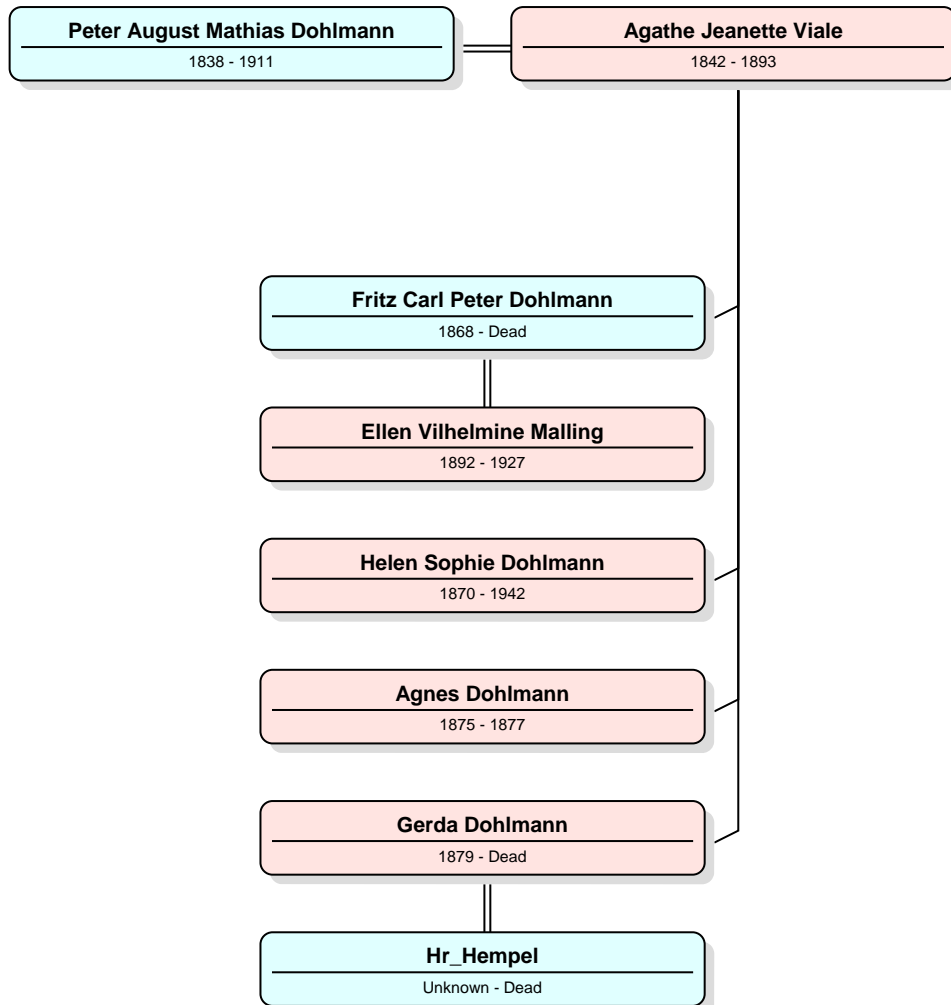 Peter August Mathias Dohlmann
1838 - 1911
Agathe Jeanette Viale
1842 - 1893
Fritz Carl Peter Dohlmann
1868 - Dead
Ellen Vilhelmine Malling
1892 - 1927
Helen Sophie Dohlmann
1870 - 1942
Agnes Dohlmann
1875 - 1877
Gerda Dohlmann
1879 - Dead
Hr_Hempel
Unknown - Dead